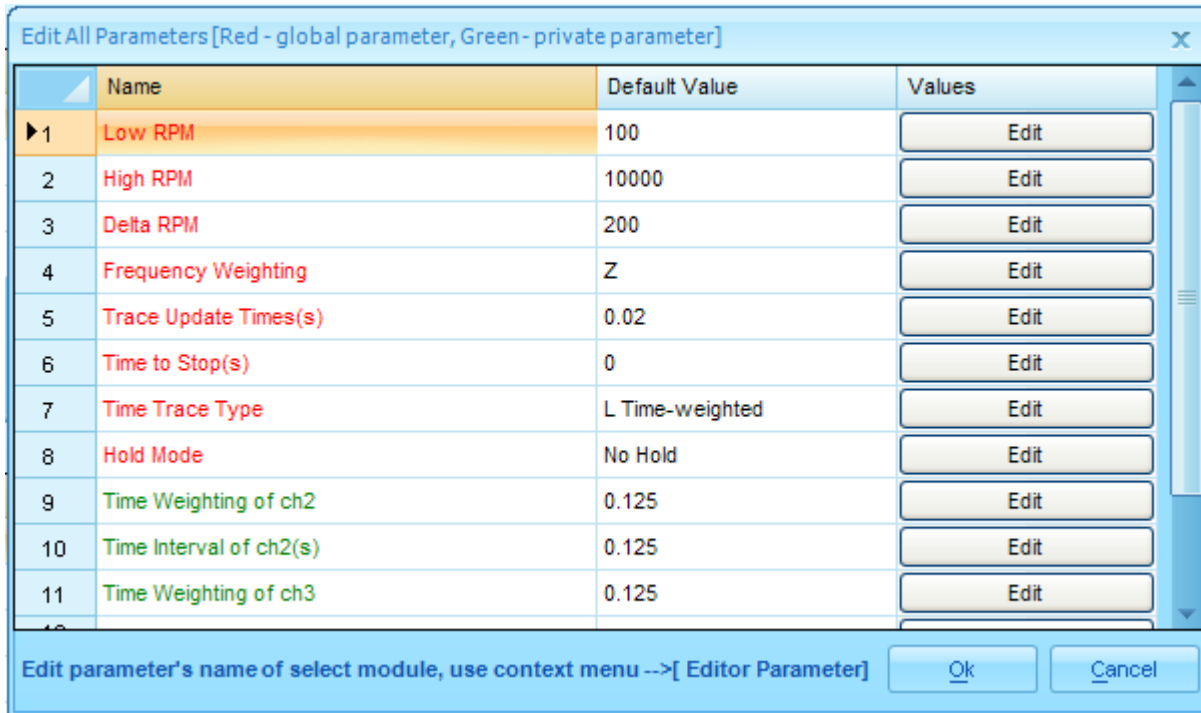 Edit All Parameters[Red - global parameter, Green- private parameter] x
Name Default Value Values
1 Low RPM 100 Edit
2 High RPM 10000 Edit
3 Delta RPM 200 Edit
4 Frequency Weighting Z Edit
5 Trace Update Times(s) 0.02 Edit
6 Time to Stop(s) 0 Edit
7 Time Trace Type L Time-weighted Edit
8 Hold Mode No Hold Edit
9 Time Weighting of ch2 0.125 Edit
10 Time Interval of ch2(s) 0.125 Edit
11 Time Weighting of ch3 0.125 Edit
Edit parameter's name of select module, use context menu -->[ Editor Parameter] Ok Cancel